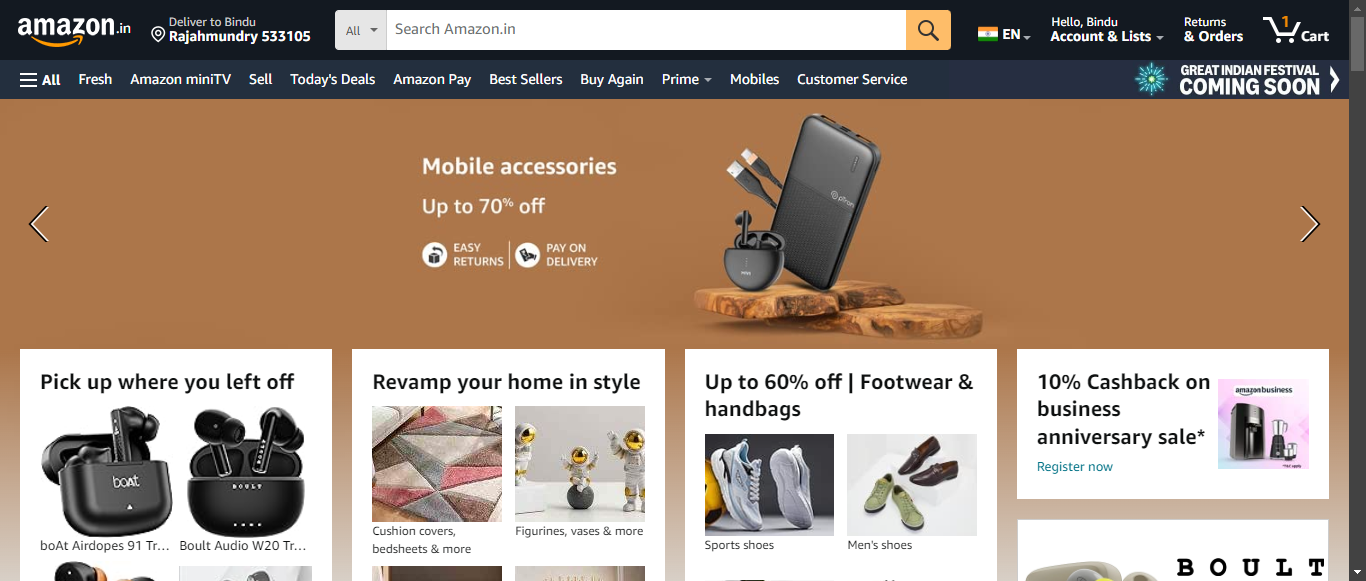 amazon.in
Deliver to Bindu
Rajahmundry 533105
All
Search Amazon.in
EN
Hello, Bindu
Account & Lists
Returns
& Orders
1
Cart
All
Fresh
Amazon miniTV
Sell
Today's Deals
Amazon Pay
Best Sellers
Buy Again
Prime
Mobiles
Customer Service
GREAT INDIAN FESTIVAL
COMING SOON
Mobile accessories
Up to 70% off
EASY
RETURNS
PAY ON
DELIVERY
pTron
Pick up where you left off
boAt
BOULT
boAt Airdopes 91 Tr...
Boult Audio W20 Tr...
Revamp your home in style
Cushion covers,
bedsheets & more
Figurines, vases & more
Up to 60% off | Footwear &
handbags
Sports shoes
Men's shoes
10% Cashback on
business
anniversary sale*
Register now
amazonbusiness
BOULT